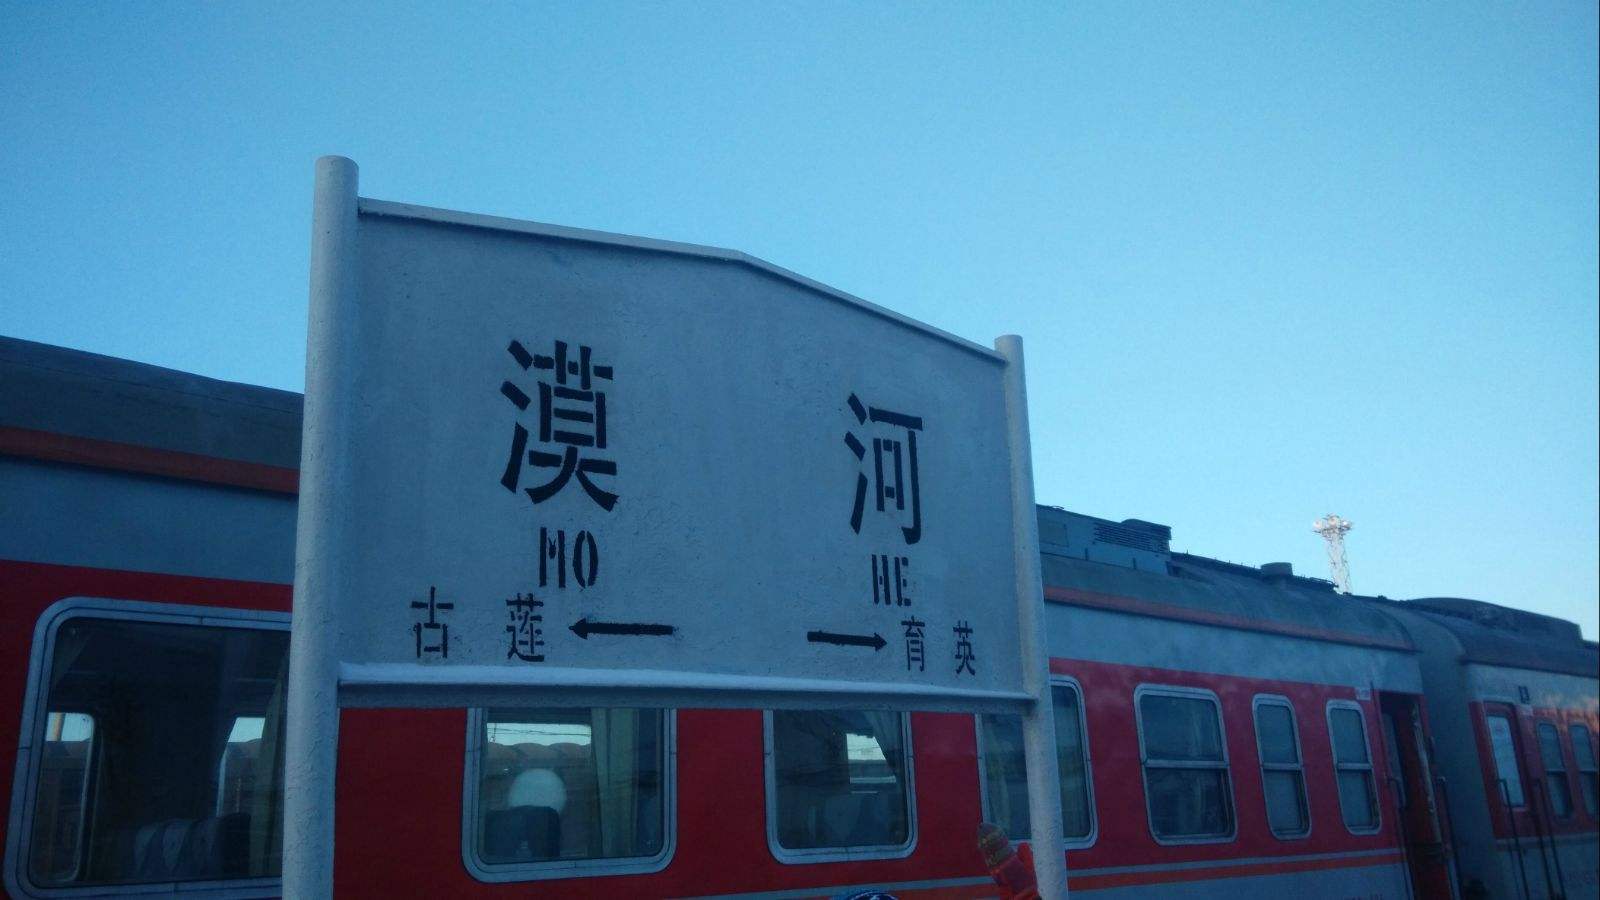 漠 河
MO HE
古 莲 ← → 育 英